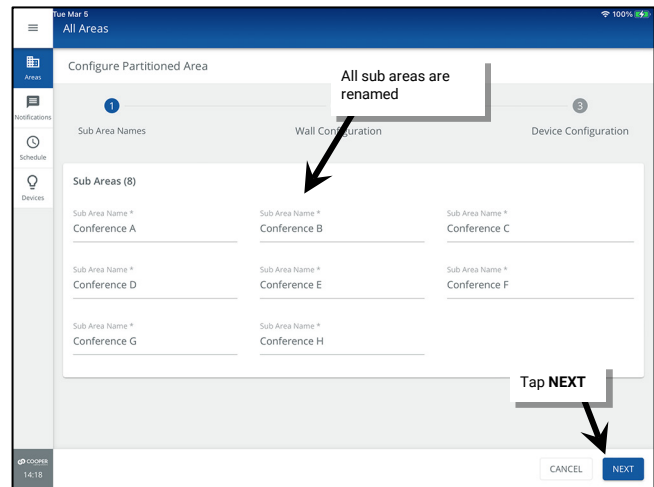 Tue Mar 5
100%
All Areas
Areas
Notifications
Schedule
Devices
COOPER
14:18
Configure Partitioned Area
All sub areas are
renamed
1
3
Sub Area Names
Wall Configuration
Device Configuration
Sub Areas (8)
Sub Area Name *
Sub Area Name *
Sub Area Name *
Conference A
Conference B
Conference C
Sub Area Name *
Sub Area Name *
Sub Area Name *
Conference D
Conference E
Conference F
Sub Area Name *
Sub Area Name *
Conference G
Conference H
Tap NEXT
CANCEL
NEXT